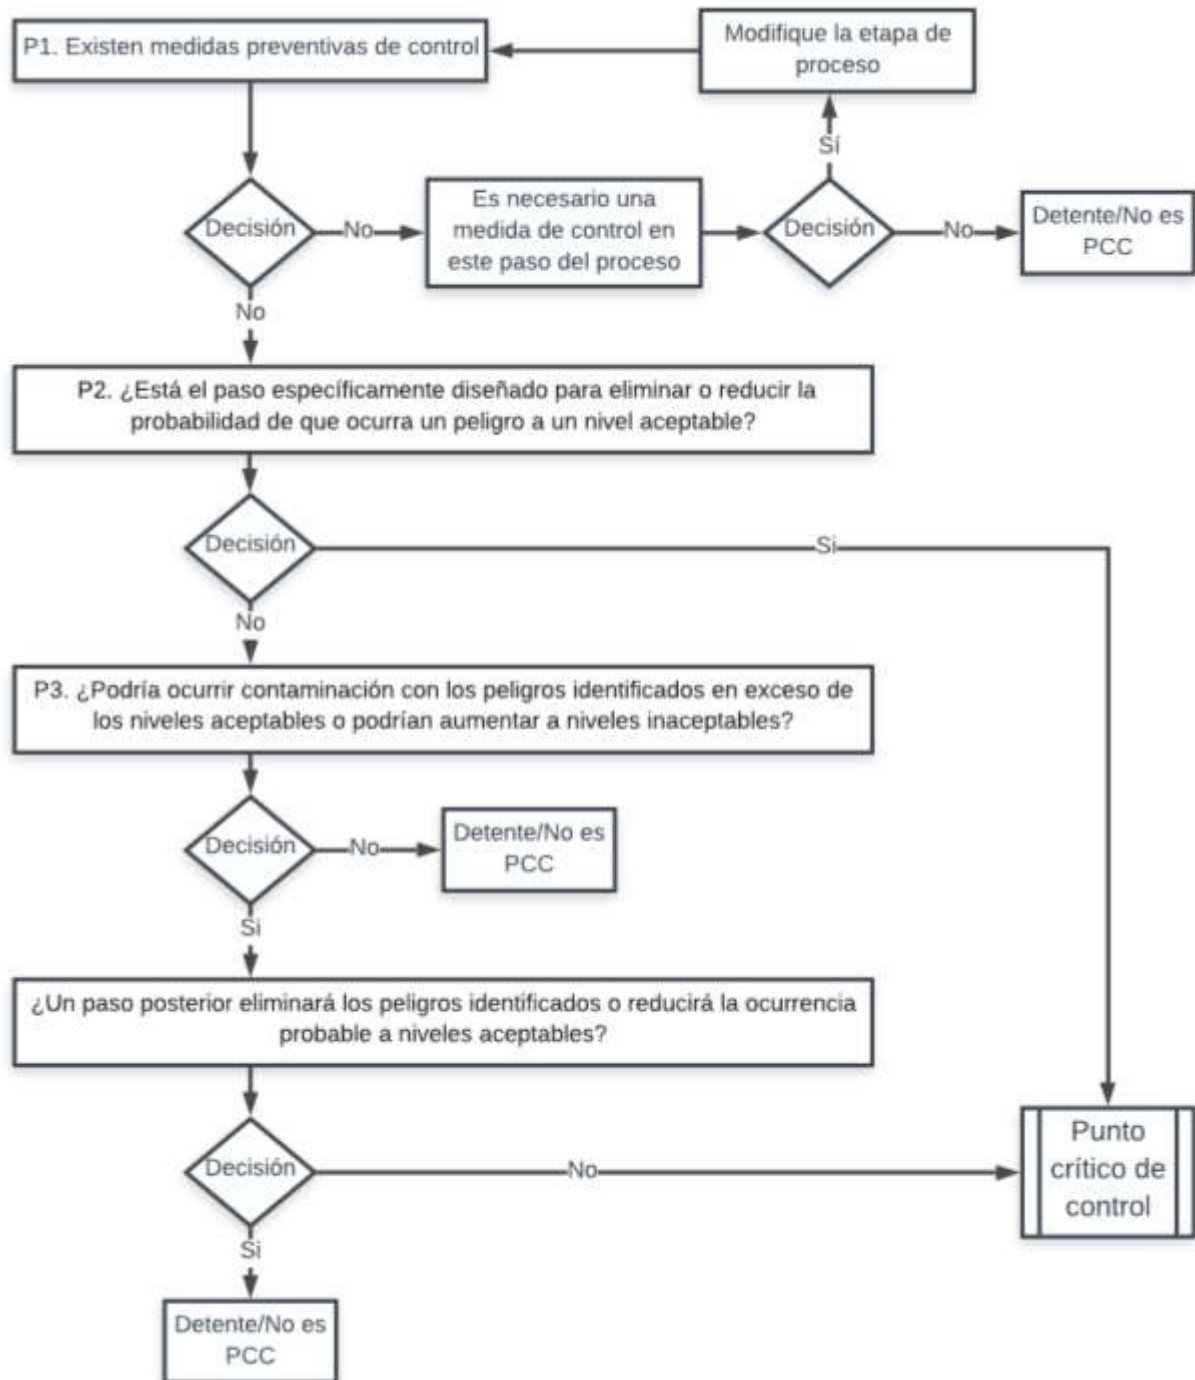 P1. Existen medidas preventivas de control
Modifique la etapa de
proceso
Sí
Decisión
No
Es necesario una
medida de control en
este paso del proceso
Decisión
No
Detente/No es
PCC
No
P2. ¿Está el paso específicamente diseñado para eliminar o reducir la
probabilidad de que ocurra un peligro a un nivel aceptable?
Decisión
Si
No
P3. ¿Podría ocurrir contaminación con los peligros identificados en exceso de
los niveles aceptables o podrían aumentar a niveles inaceptables?
Decisión
No
Detente/No es
PCC
Si
¿Un paso posterior eliminará los peligros identificados o reducirá la ocurrencia
probable a niveles aceptables?
Decisión
No
Punto
crítico de
control
Si
Detente/No es
PCC